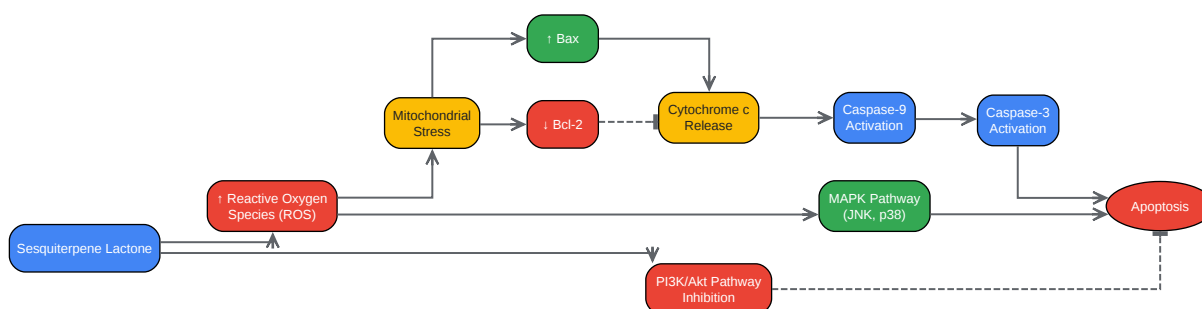 ↑ Bax
Mitochondrial
Stress
↓ Bcl-2
Cytochrome c
Release
Caspase-9
Activation
Caspase-3
Activation
↑ Reactive Oxygen
Species (ROS)
MAPK Pathway
(JNK, p38)
Apoptosis
Sesquiterpene Lactone
PI3K/Akt Pathway
Inhibition